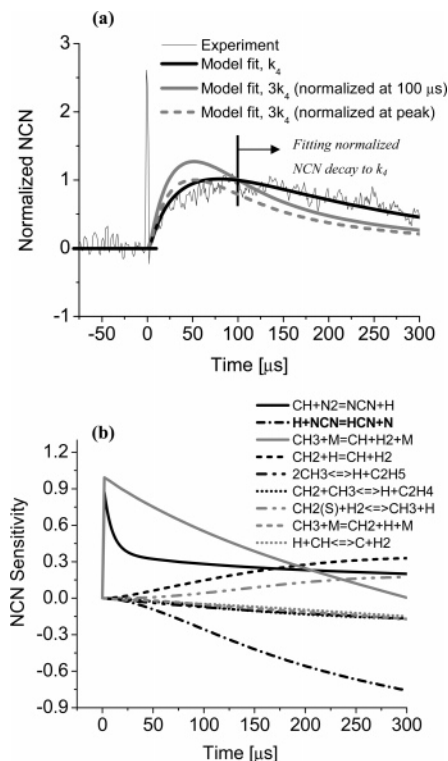 (a)
3
2
1
0
-1
Normalized NCN
Experiment
Model fit, k4
Model fit, 3k4 (normalized at 100 μs)
Model fit, 3k4 (normalized at peak)
Fitting normalized
NCN decay to k4
-50 0 50 100 150 200 250 300
Time [μs]
(b)
1.2
0.9
0.6
0.3
0.0
-0.3
-0.6
-0.9
NCN Sensitivity
CH+N2=NCN+H
H+NCN=HCN+N
CH3+M=CH+H2+M
CH2+H=CH+H2
2CH3<=>H+C2H5
CH2+CH3<=>H+C2H4
CH2(S)+H2<=>CH3+H
CH3+M=CH2+H+M
H+CH<=>C+H2
0 50 100 150 200 250 300
Time [μs]